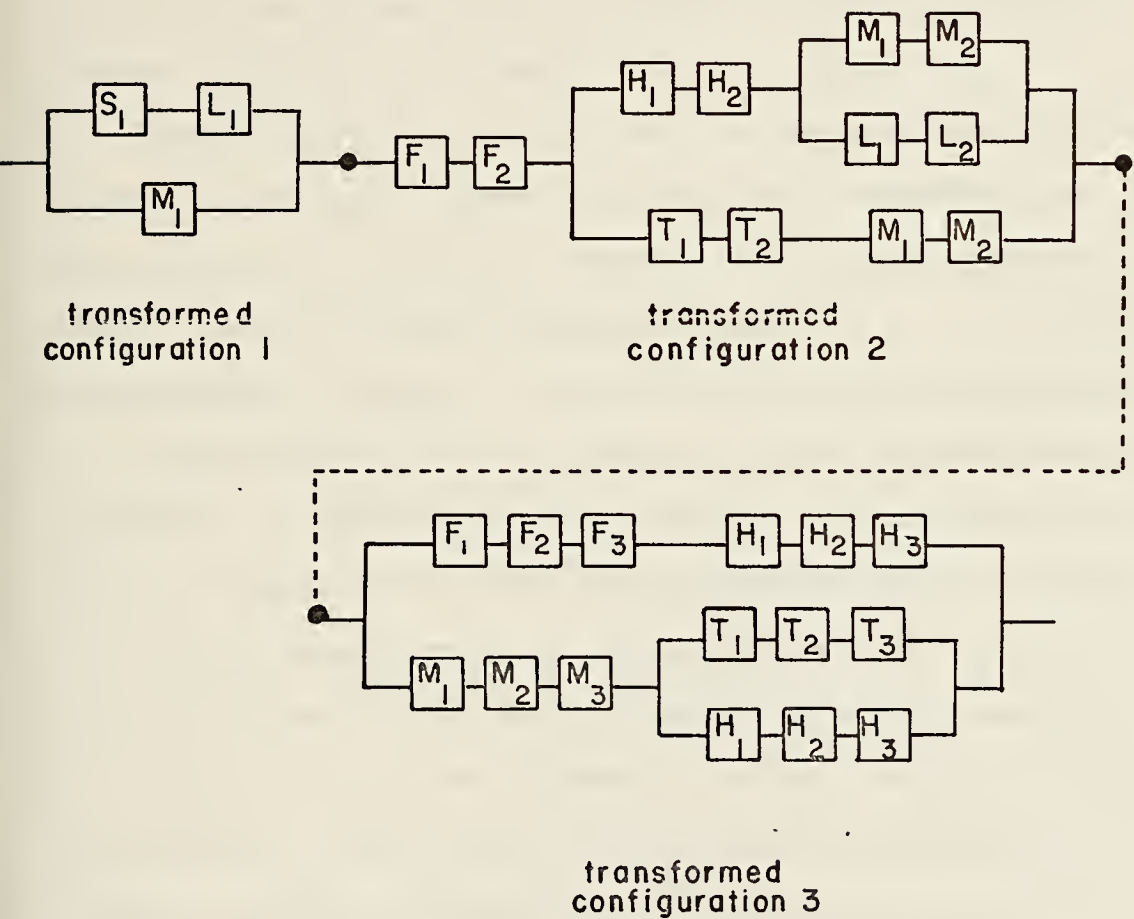 M₁ M₂
H₁ H₂
S₁ L₁
L₁ L₂
F₁ F₂
M₁
T₁ T₂ M₁ M₂
transformed
configuration 1
transformed
configuration 2
F₁ F₂ F₃ H₁ H₂ H₃
T₁ T₂ T₃
M₁ M₂ M₃
H₁ H₂ H₃
transformed
configuration 3